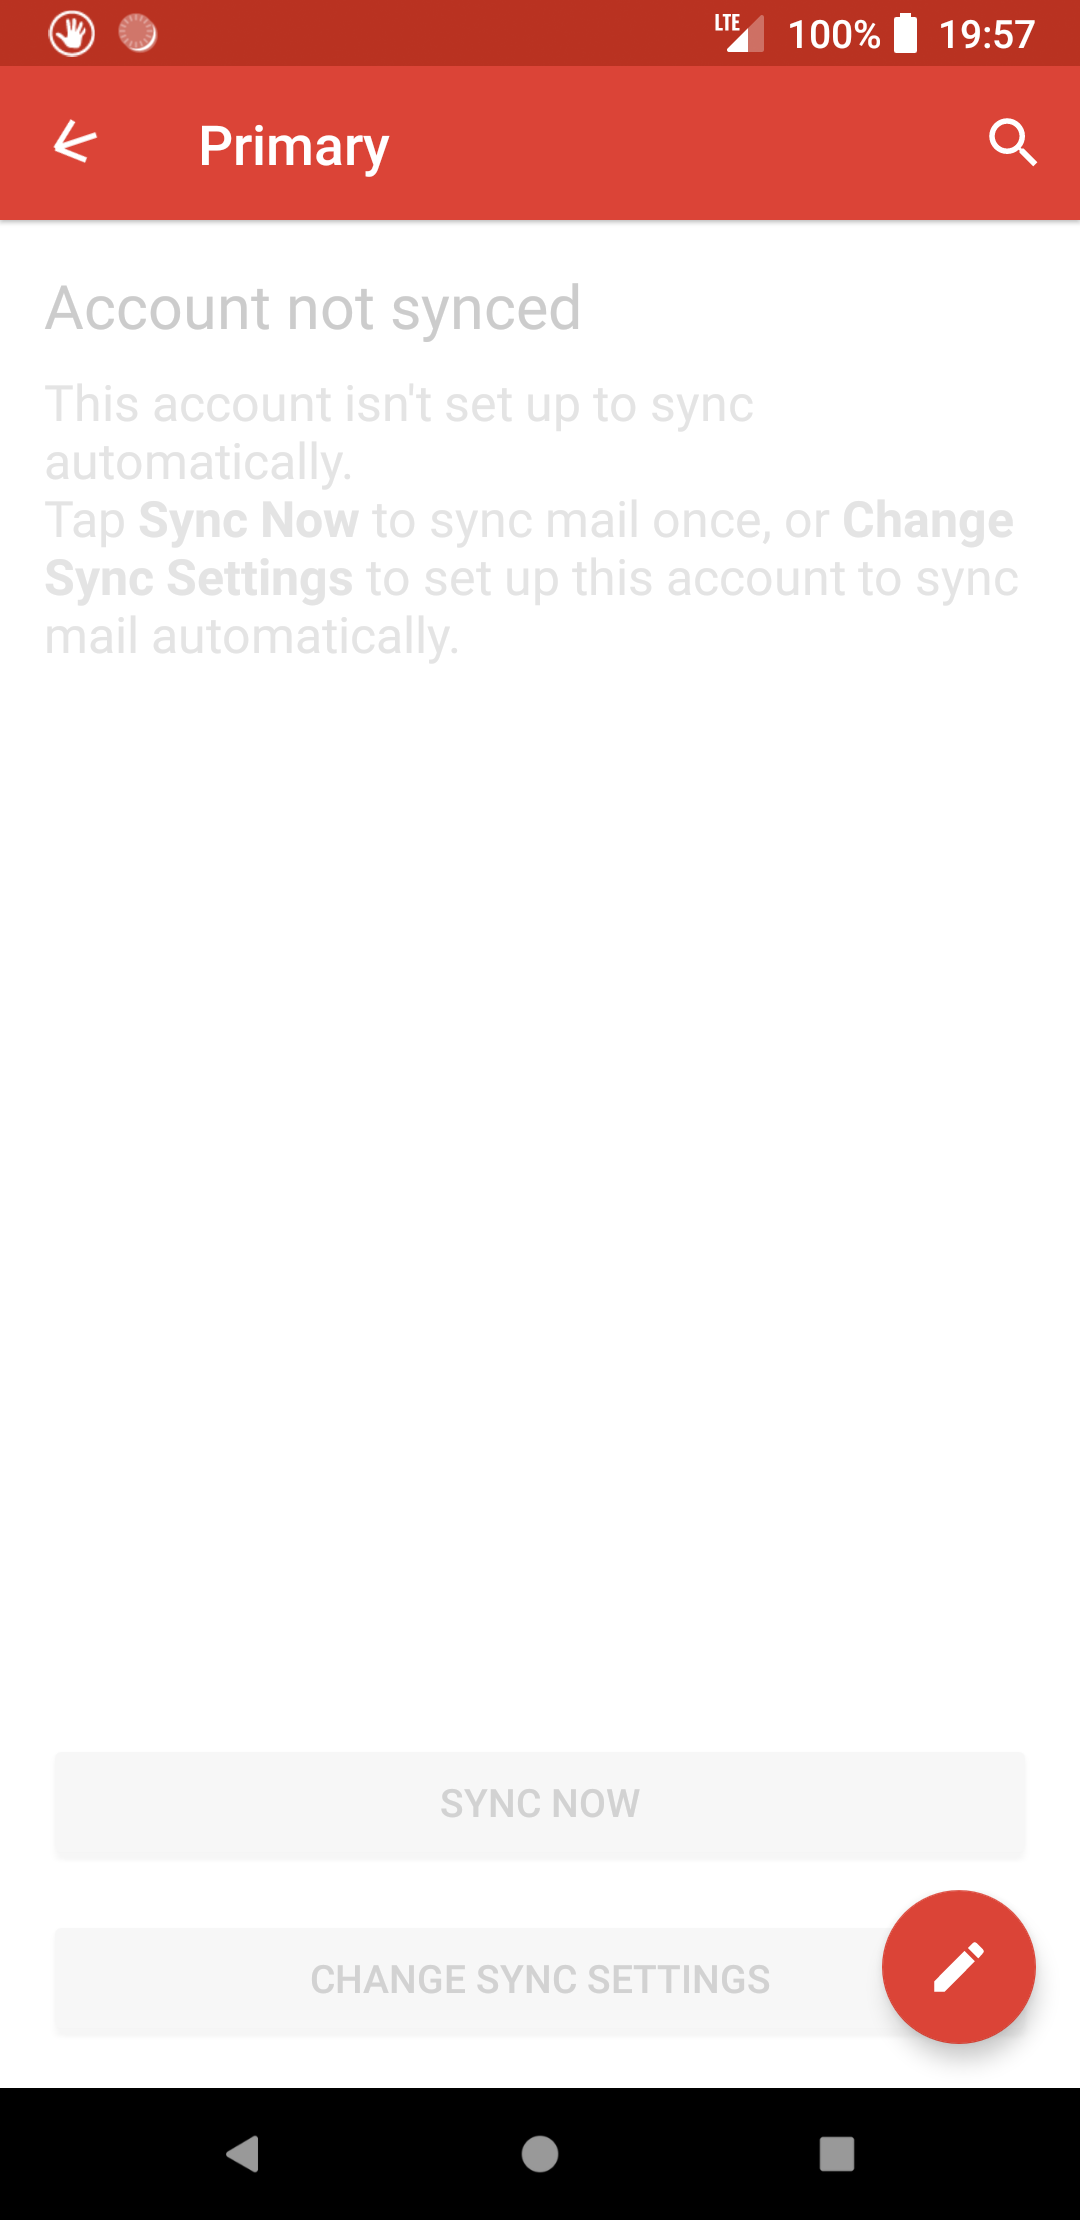 LTE 100% 19:57
Primary
Account not synced
This account isn't set up to sync
automatically.
Tap Sync Now to sync mail once, or Change
Sync Settings to set up this account to sync
mail automatically.
SYNC NOW
CHANGE SYNC SETTINGS